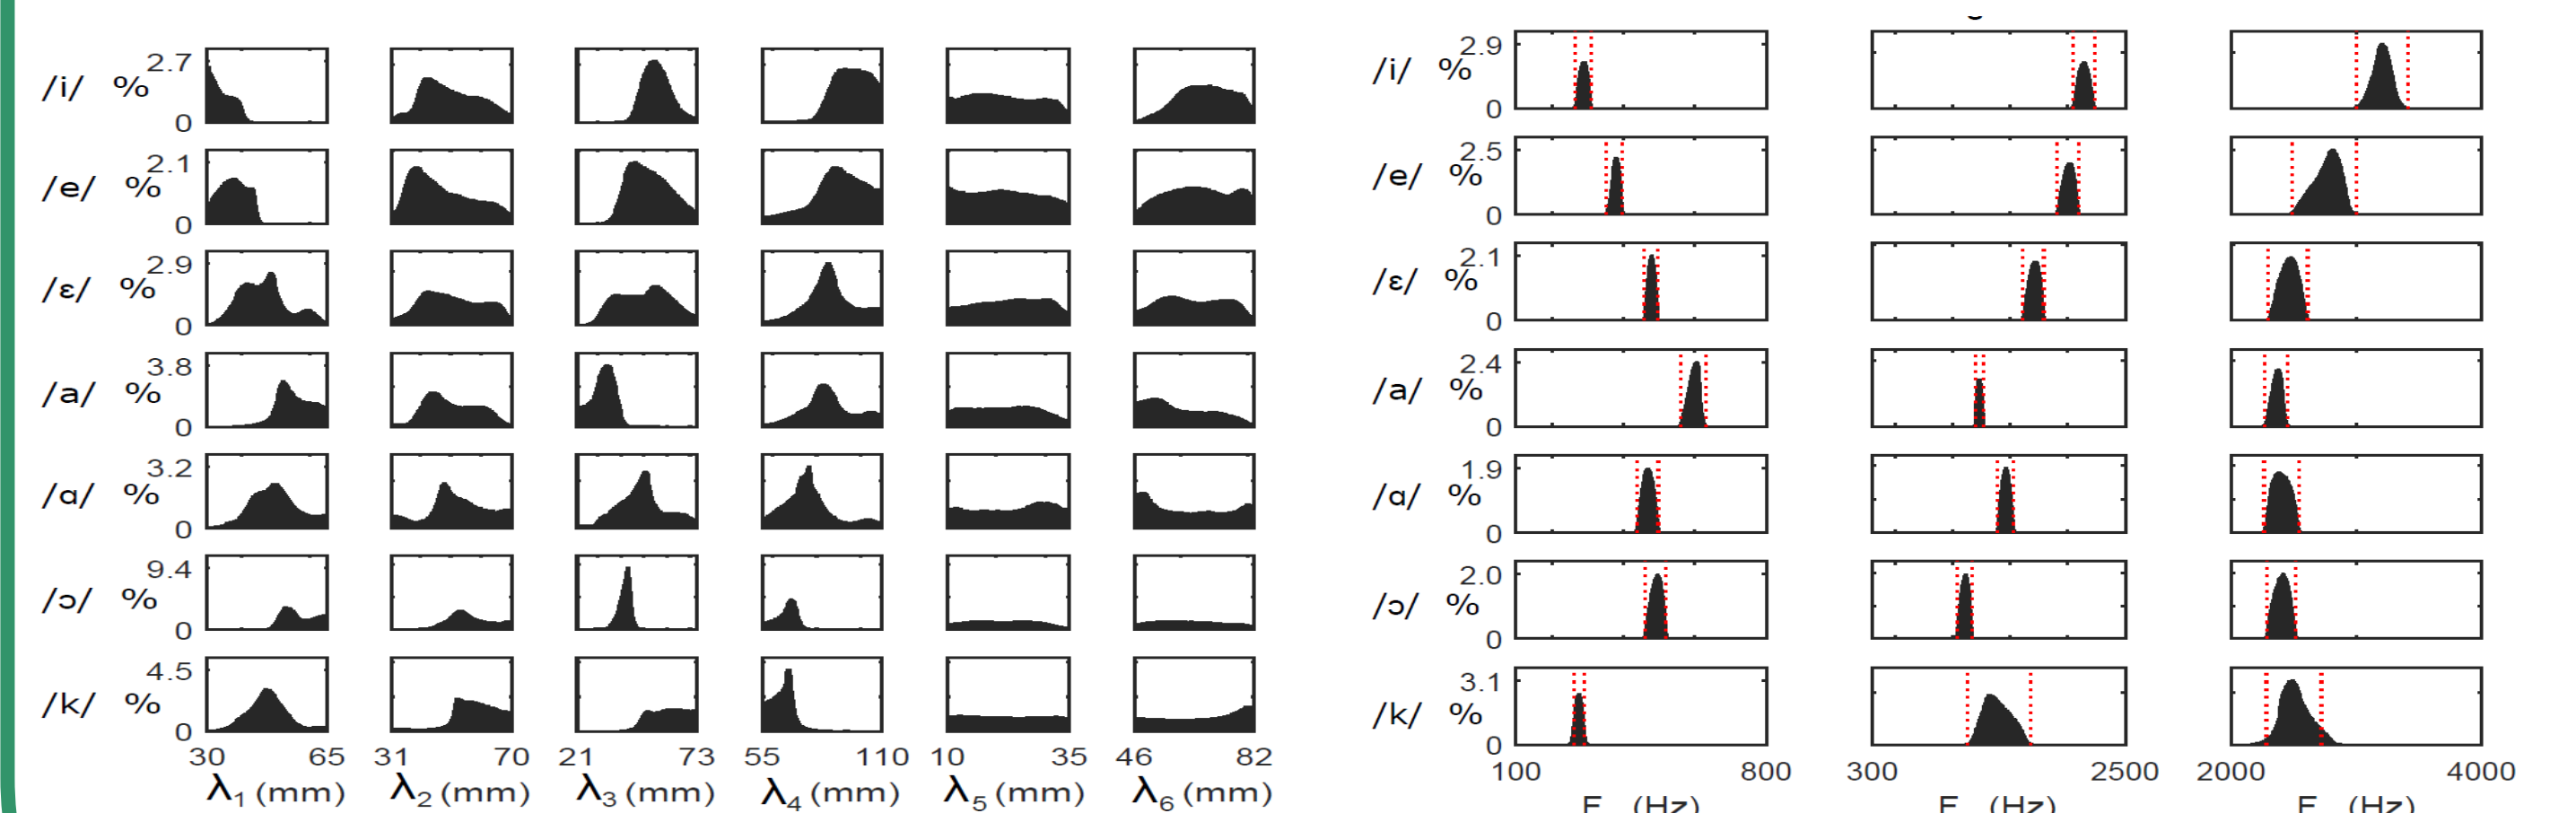 /i/ % 2.7 0
/e/ % 2.1 0
/ɛ/ % 2.9 0
/a/ % 3.8 0
/ɑ/ % 3.2 0
/ɔ/ % 9.4 0
/k/ % 4.5 0
30 65 31 70 21 73 55 110 10 35 46 82
λ1 (mm) λ2 (mm) λ3 (mm) λ4 (mm) λ5 (mm) λ6 (mm)
/i/ % 2.9 0
/e/ % 2.5 0
/ɛ/ % 2.1 0
/a/ % 2.4 0
/ɑ/ % 1.9 0
/ɔ/ % 2.0 0
/k/ % 3.1 0
100 800 300 2500 2000 4000
F (Hz) F (Hz) F (Hz)